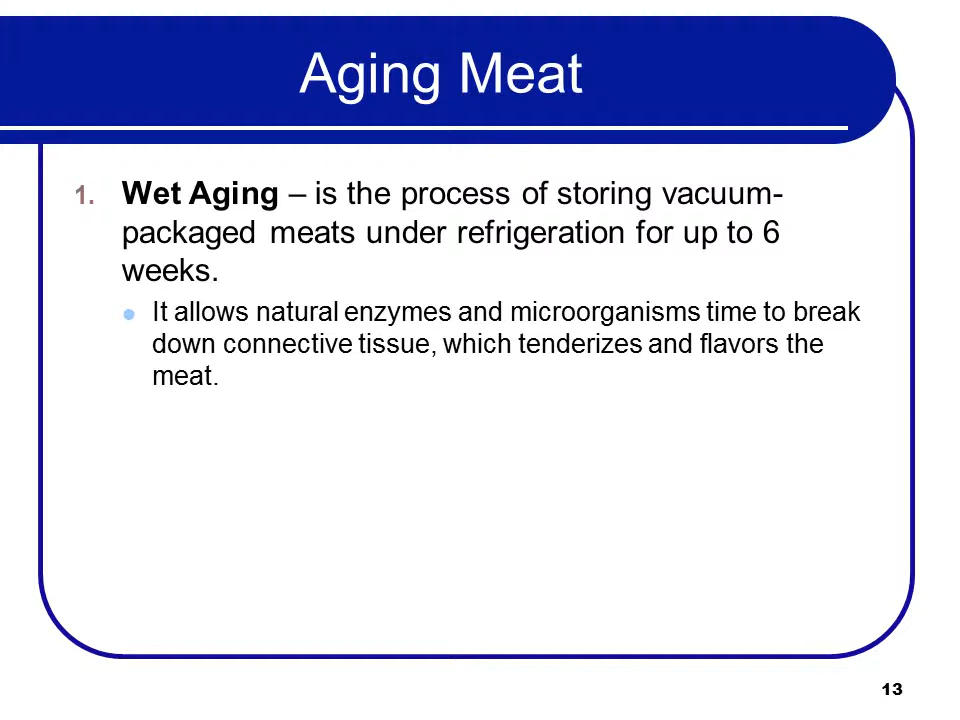 Aging Meat
1. Wet Aging – is the process of storing vacuum-
packaged meats under refrigeration for up to 6
weeks.
It allows natural enzymes and microorganisms time to break
down connective tissue, which tenderizes and flavors the
meat.
13